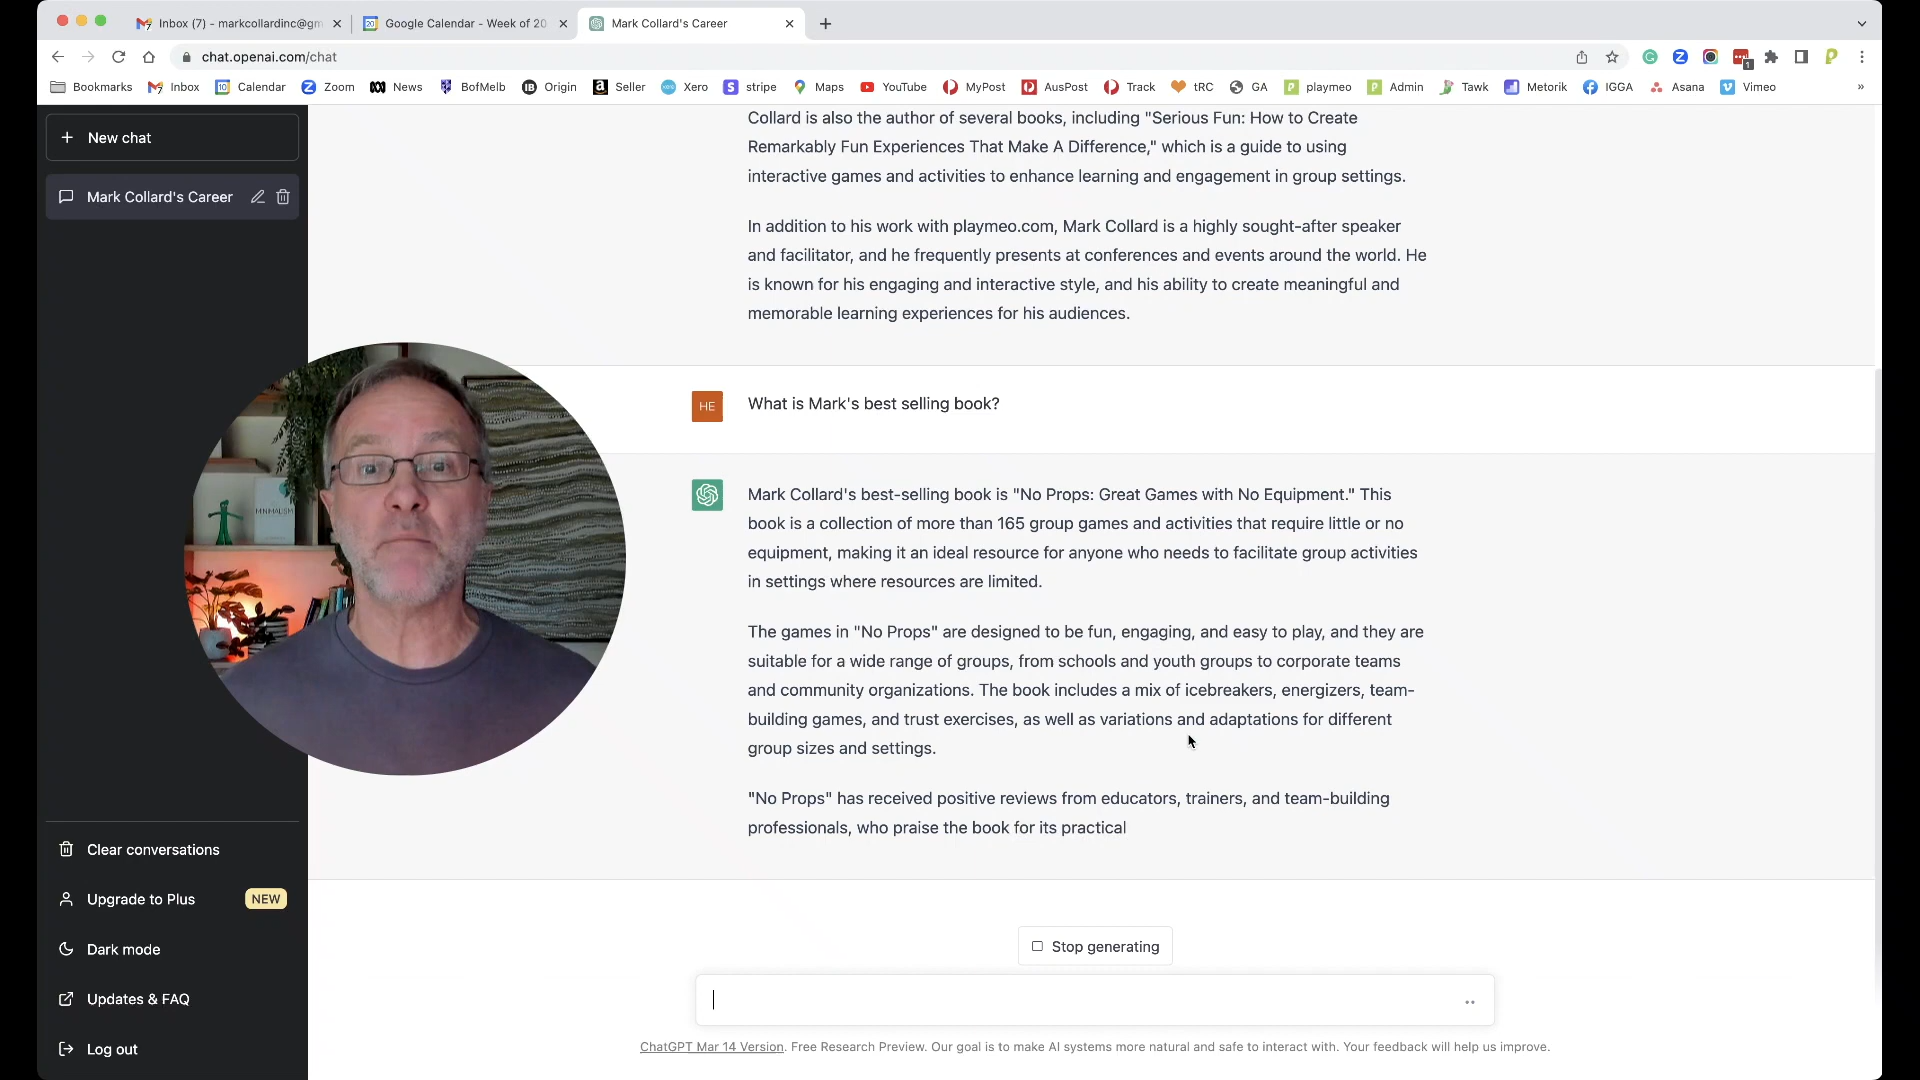 Inbox (7) - markcollardinc@gm
Google Calendar - Week of 20
Mark Collard's Career
chat.openai.com/chat
Bookmarks
Inbox
Calendar
Zoom
News
BofMelb
Origin
Seller
Xero
stripe
Maps
YouTube
MyPost
AusPost
Track
tRC
GA
playmeo
Admin
Tawk
Metorik
IGGA
Asana
Vimeo
»
New chat
Mark Collard's Career
Collard is also the author of several books, including "Serious Fun: How to Create
Remarkably Fun Experiences That Make A Difference," which is a guide to using
interactive games and activities to enhance learning and engagement in group settings.
In addition to his work with playmeo.com, Mark Collard is a highly sought-after speaker
and facilitator, and he frequently presents at conferences and events around the world. He
is known for his engaging and interactive style, and his ability to create meaningful and
memorable learning experiences for his audiences.
HE
What is Mark's best selling book?
Mark Collard's best-selling book is "No Props: Great Games with No Equipment." This
book is a collection of more than 165 group games and activities that require little or no
equipment, making it an ideal resource for anyone who needs to facilitate group activities
in settings where resources are limited.
The games in "No Props" are designed to be fun, engaging, and easy to play, and they are
suitable for a wide range of groups, from schools and youth groups to corporate teams
and community organizations. The book includes a mix of icebreakers, energizers, team-
building games, and trust exercises, as well as variations and adaptations for different
group sizes and settings.
"No Props" has received positive reviews from educators, trainers, and team-building
professionals, who praise the book for its practical
MINIMALISM
Clear conversations
Upgrade to Plus
NEW
Dark mode
Updates & FAQ
Log out
Stop generating
ChatGPT Mar 14 Version. Free Research Preview. Our goal is to make AI systems more natural and safe to interact with. Your feedback will help us improve.